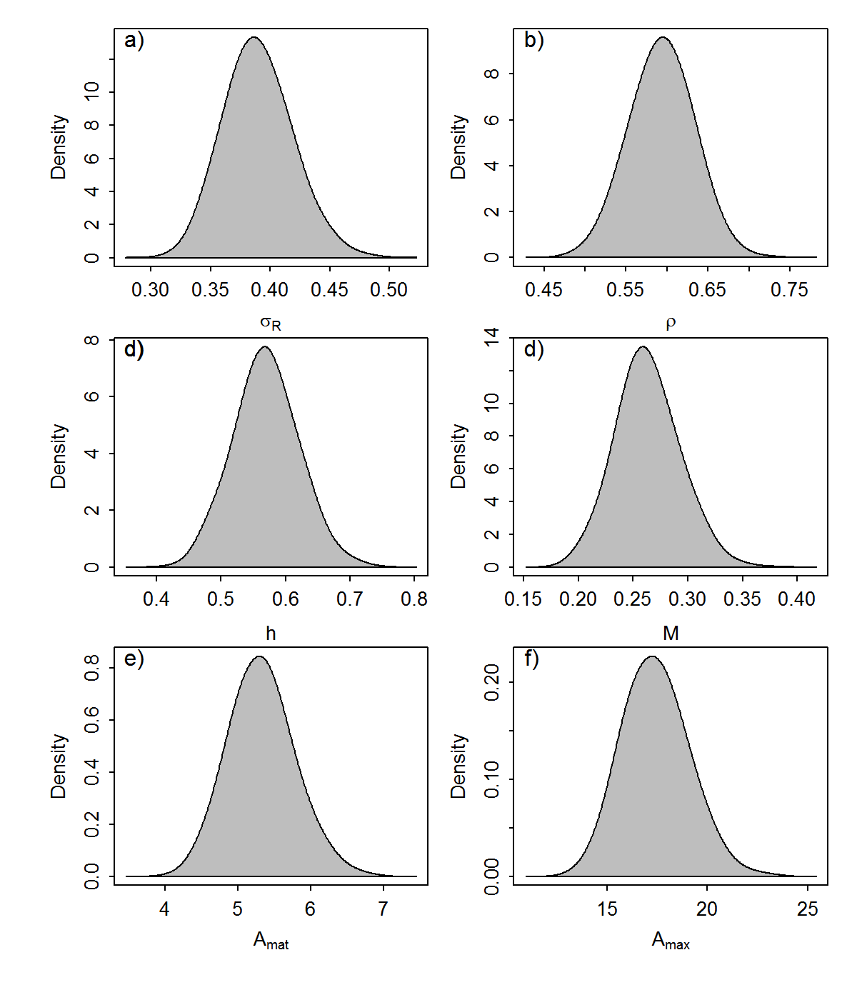 a)
Density
0 2 4 6 8 10
0.30 0.35 0.40 0.45 0.50
σR
b)
Density
0 2 4 6 8
0.45 0.55 0.65 0.75
ρ
d)
Density
0 2 4 6 8
0.4 0.5 0.6 0.7 0.8
h
d)
Density
0 2 4 6 8 10 14
0.15 0.20 0.25 0.30 0.35 0.40
M
e)
Density
0.0 0.2 0.4 0.6 0.8
4 5 6 7
Amat
f)
Density
0.00 0.10 0.20
15 20 25
Amax